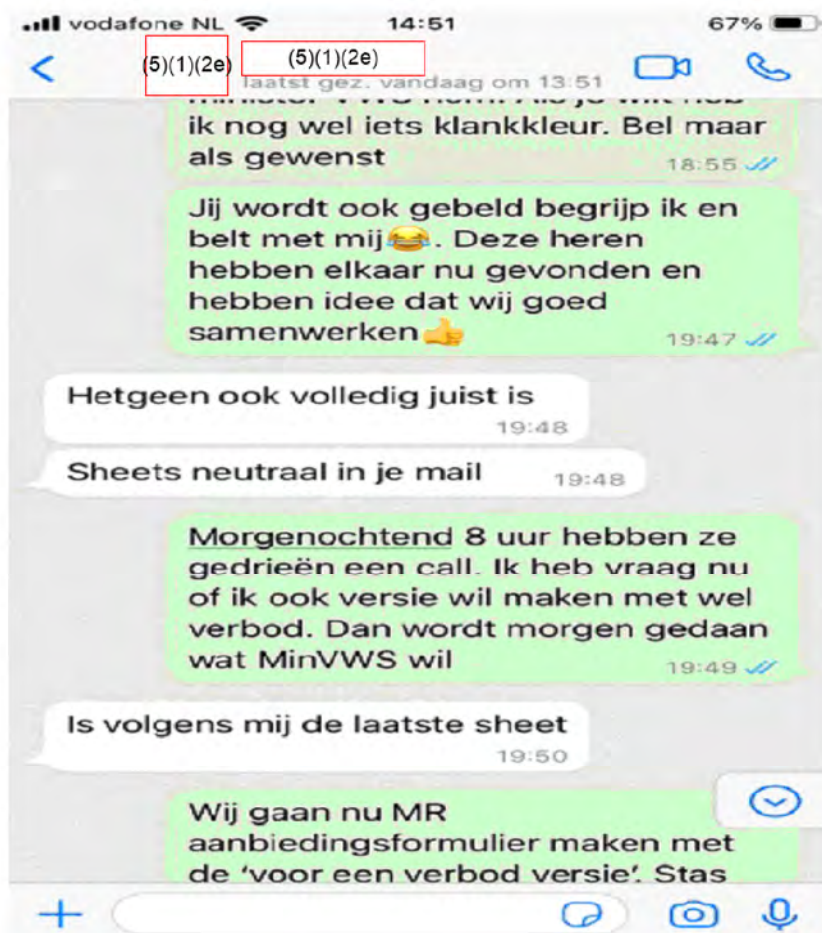 vodafone NL 14:51 67%
(5)(1)(2e) (5)(1)(2e)
laatst gez. vandaag om 13:51
ik nog wel iets klankkleur. Bel maar
als gewenst 18:55
Jij wordt ook gebeld begrijp ik en
belt met mij😂. Deze heren
hebben elkaar nu gevonden en
hebben idee dat wij goed
samenwerken👍 19:47
Hetgeen ook volledig juist is
19:48
Sheets neutraal in je mail 19:48
Morgenochtend 8 uur hebben ze
gedrieën een call. Ik heb vraag nu
of ik ook versie wil maken met wel
verbod. Dan wordt morgen gedaan
wat MinVWS wil 19:49
Is volgens mij de laatste sheet
19:50
Wij gaan nu MR
aanbiedingsformulier maken met
de ‘voor een verbod versie’. Stas